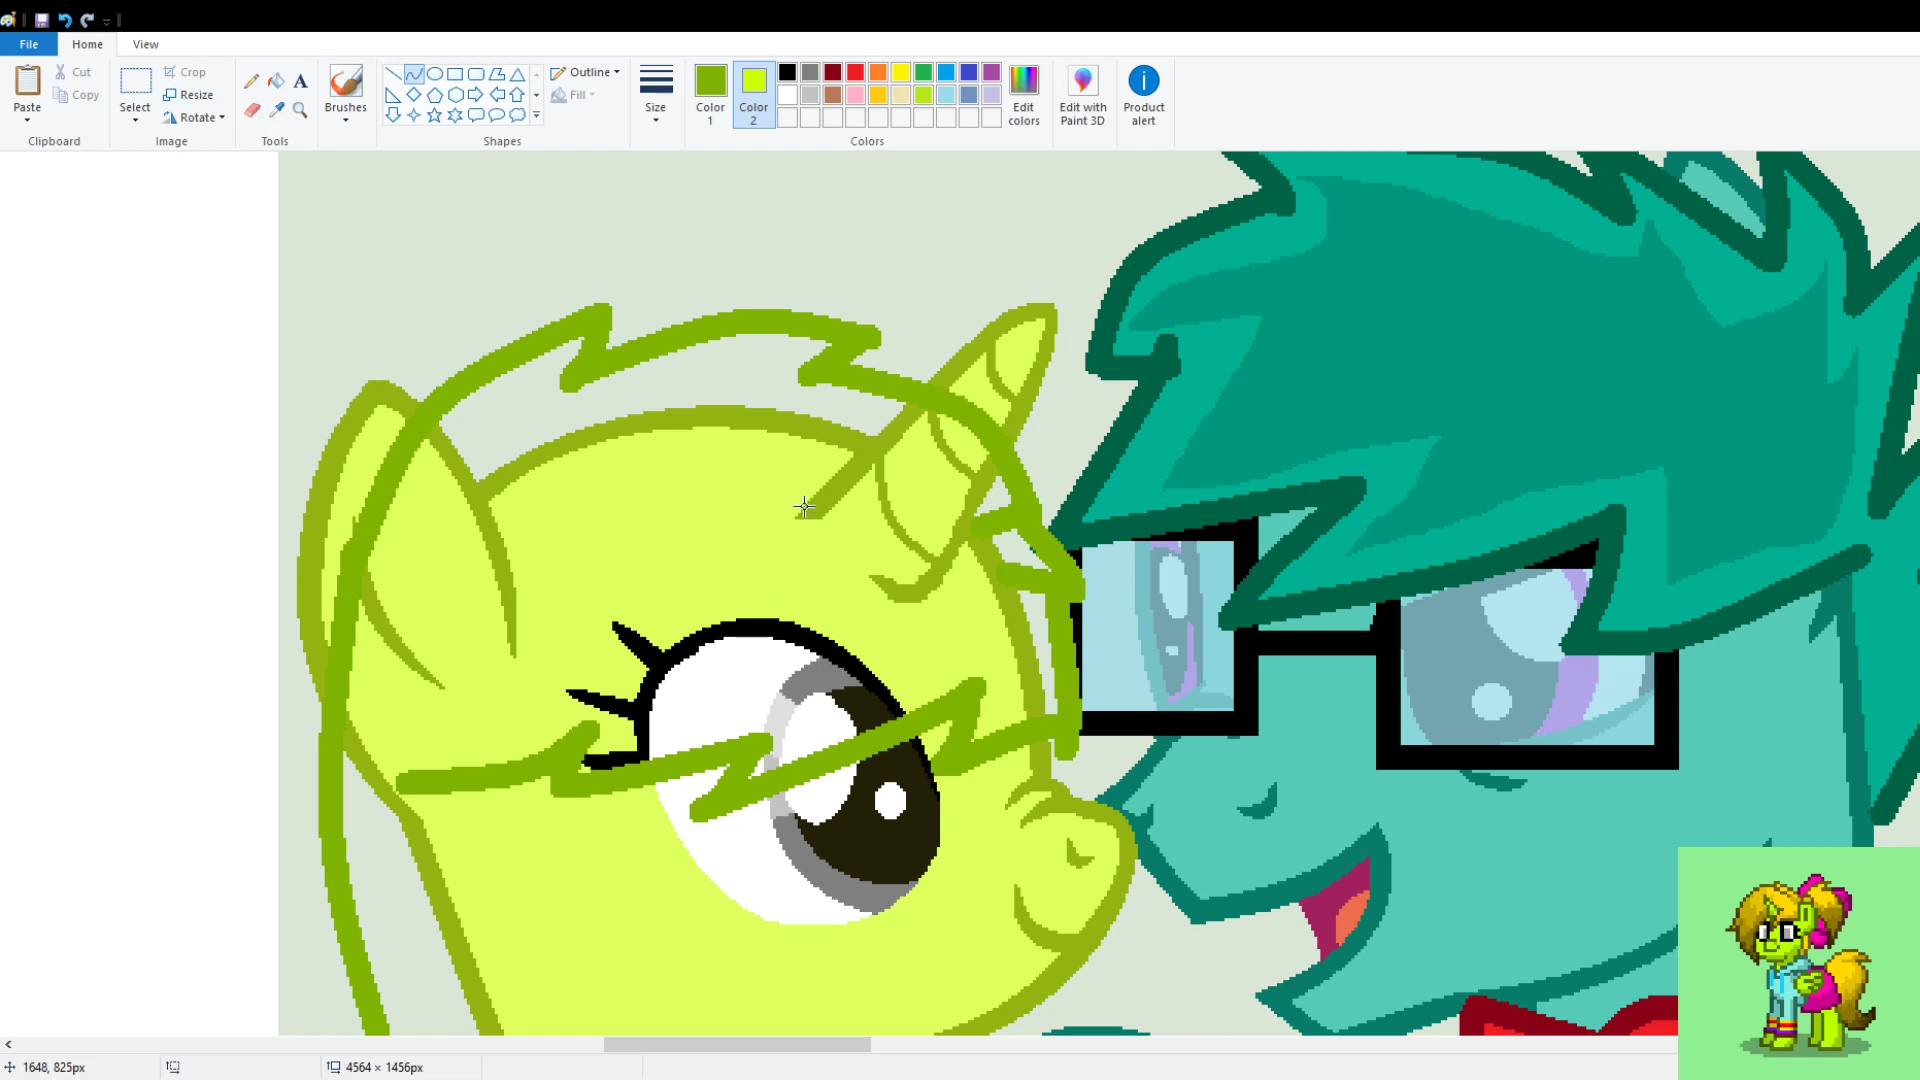 File Home View
Paste Cut Copy
Clipboard
Select Crop Resize Rotate
Image
A
Tools
Brushes
Shapes
Outline
Fill
Size
Color 1
Color 2
Edit colors
Colors
Edit with Paint 3D
Product alert
1648, 825px
4564 × 1456px